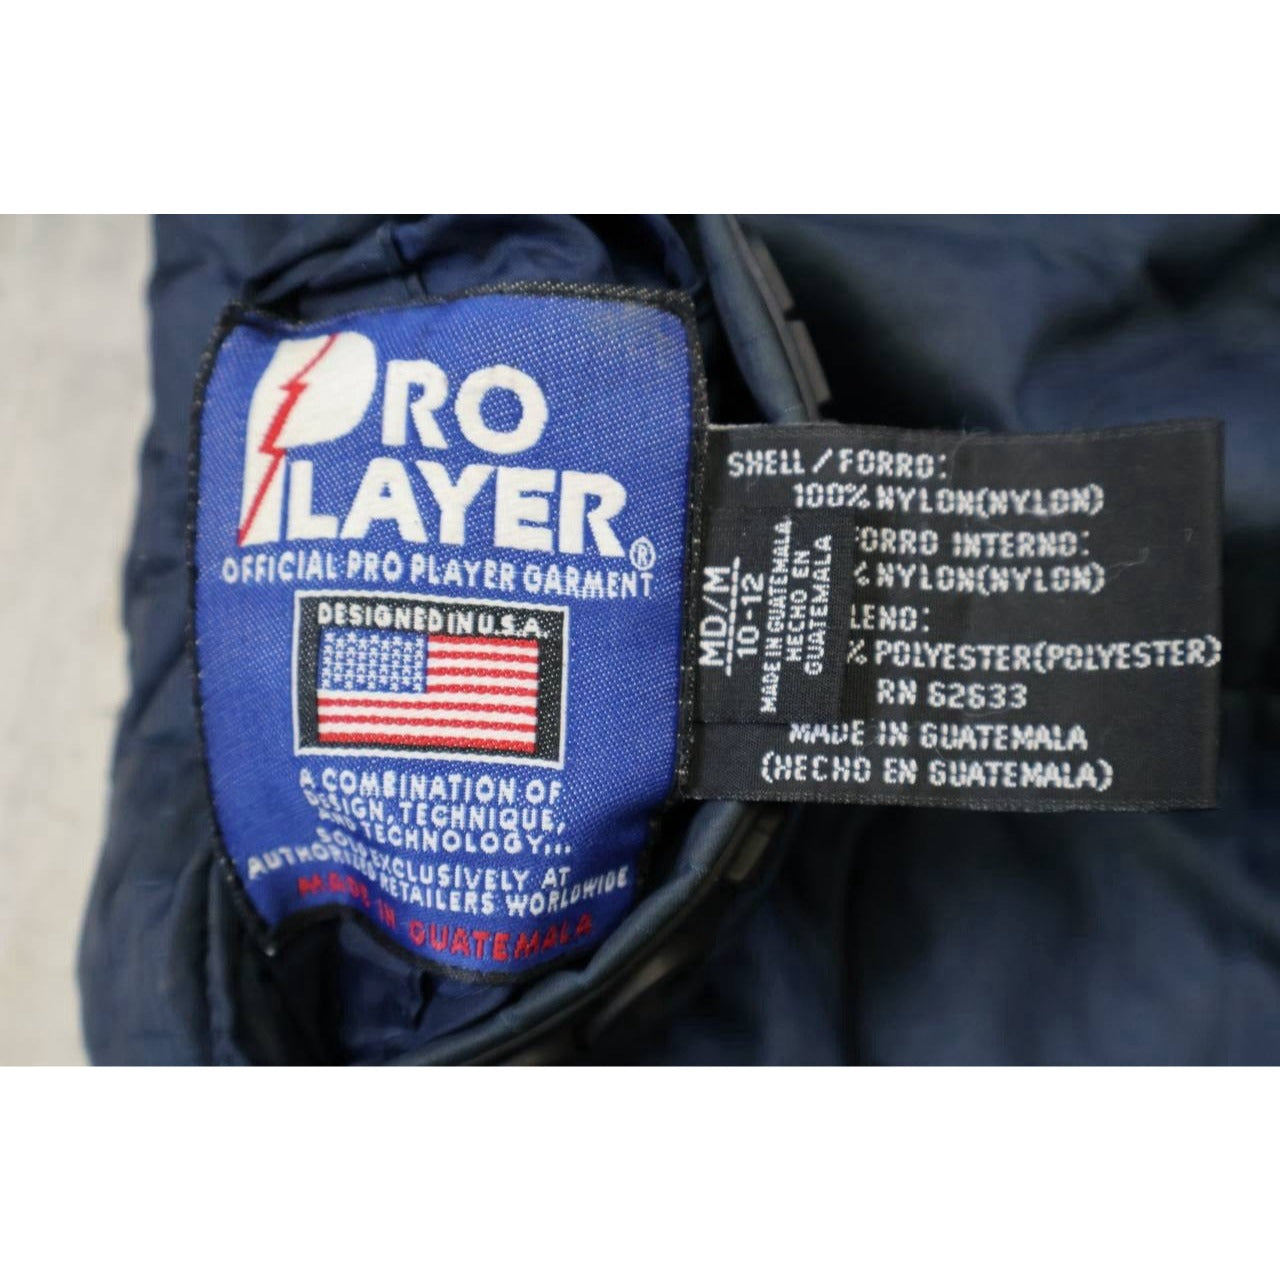 PRO
PLAYER®
OFFICIAL PRO PLAYER GARMENT
DESIGNED IN U.S.A.
A COMBINATION OF
DESIGN, TECHNIQUE,
AND TECHNOLOGY...
SOLD EXCLUSIVELY AT
AUTHORIZED RETAILERS WORLDWIDE
MADE IN GUATEMALA
MD/M
10-12
MADE IN GUATEMALA
HECHO EN
GUATEMALA
SHELL/FORRO:
100% NYLON(NYLON)
FORRO INTERNO:
% NYLON(NYLON)
LENO:
% POLYESTER(POLYESTER)
RN 62633
MADE IN GUATEMALA
(HECHO EN GUATEMALA)